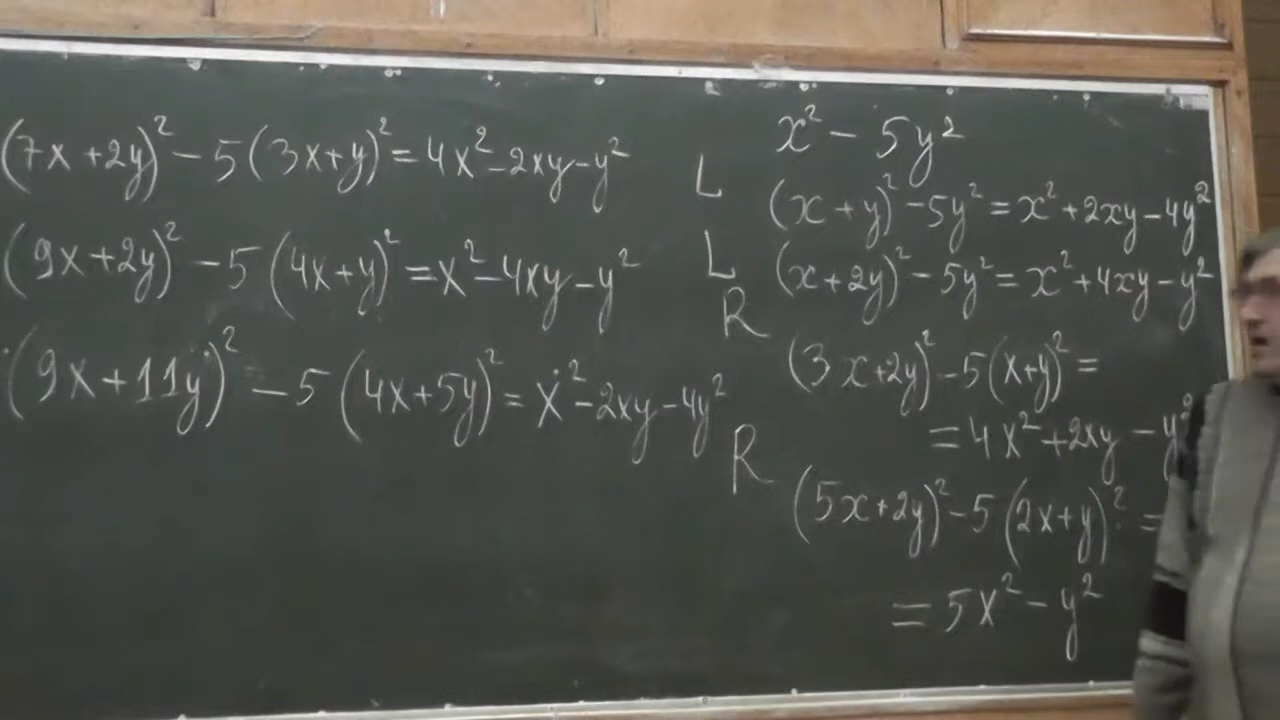 (7x+2y)² - 5(3x+y)² = 4x² - 2xy - y²
(9x+2y)² - 5(4x+y)² = x² - 4xy - y²
(9x+11y)² - 5(4x+5y)² = x² - 2xy - 4y²
x² - 5y²
L (x+y)² - 5y² = x² + 2xy - 4y²
L (x+2y)² - 5y² = x² + 4xy - y²
R
(3x+2y)² - 5(x+y)² =
= 4x² + 2xy - y²
R
(5x+2y)² - 5(2x+y)² =
= 5x² - y²